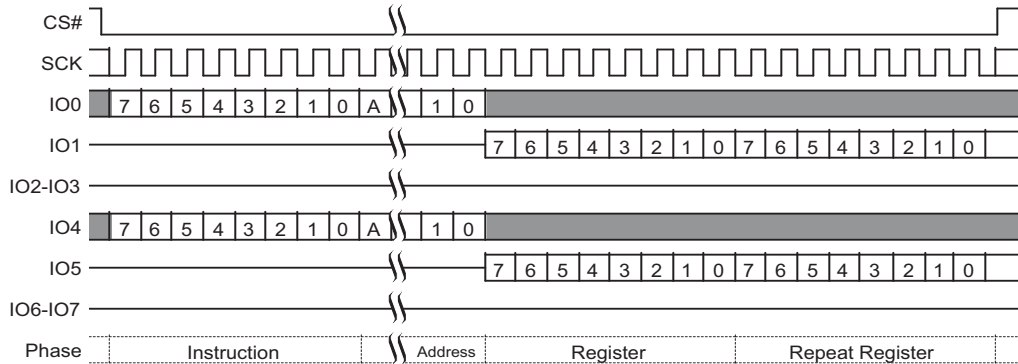 CS#
SCK
IO0 7 6 5 4 3 2 1 0 A 1 0
IO1 7 6 5 4 3 2 1 0 7 6 5 4 3 2 1 0
IO2-IO3
IO4 7 6 5 4 3 2 1 0 A 1 0
IO5 7 6 5 4 3 2 1 0 7 6 5 4 3 2 1 0
IO6-IO7
Phase Instruction Address Register Repeat Register